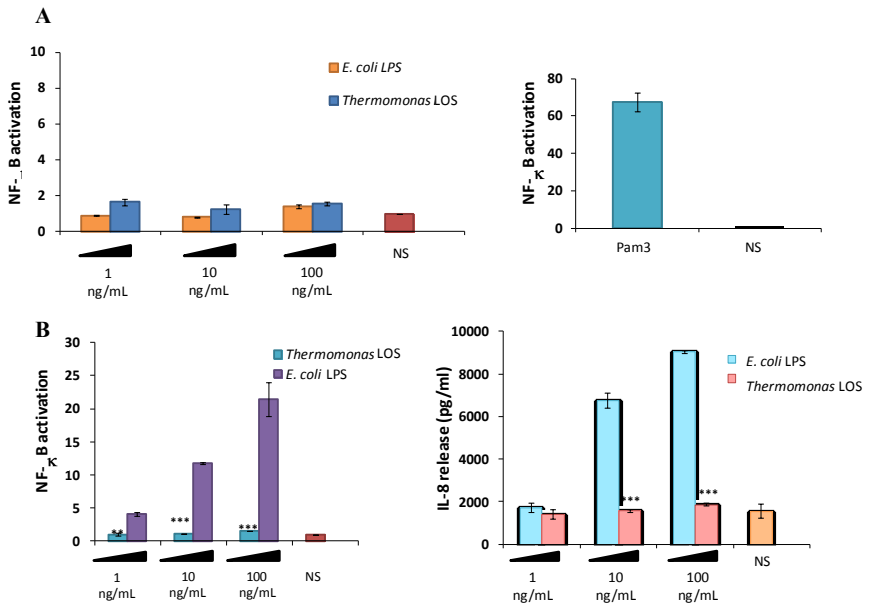 A
NF-κB activation
10
8
6
4
2
0
E. coli LPS
Thermomonas LOS
1
ng/mL
10
ng/mL
100
ng/mL
NS
NF-κB activation
80
60
40
20
0
Pam3
NS
B
NF-κB activation
30
25
20
15
10
5
0
Thermomonas LOS
E. coli LPS
**
***
***
1
ng/mL
10
ng/mL
100
ng/mL
NS
IL-8 release (pg/ml)
10000
8000
6000
4000
2000
0
E. coli LPS
Thermomonas LOS
***
***
1
ng/mL
10
ng/mL
100
ng/mL
NS